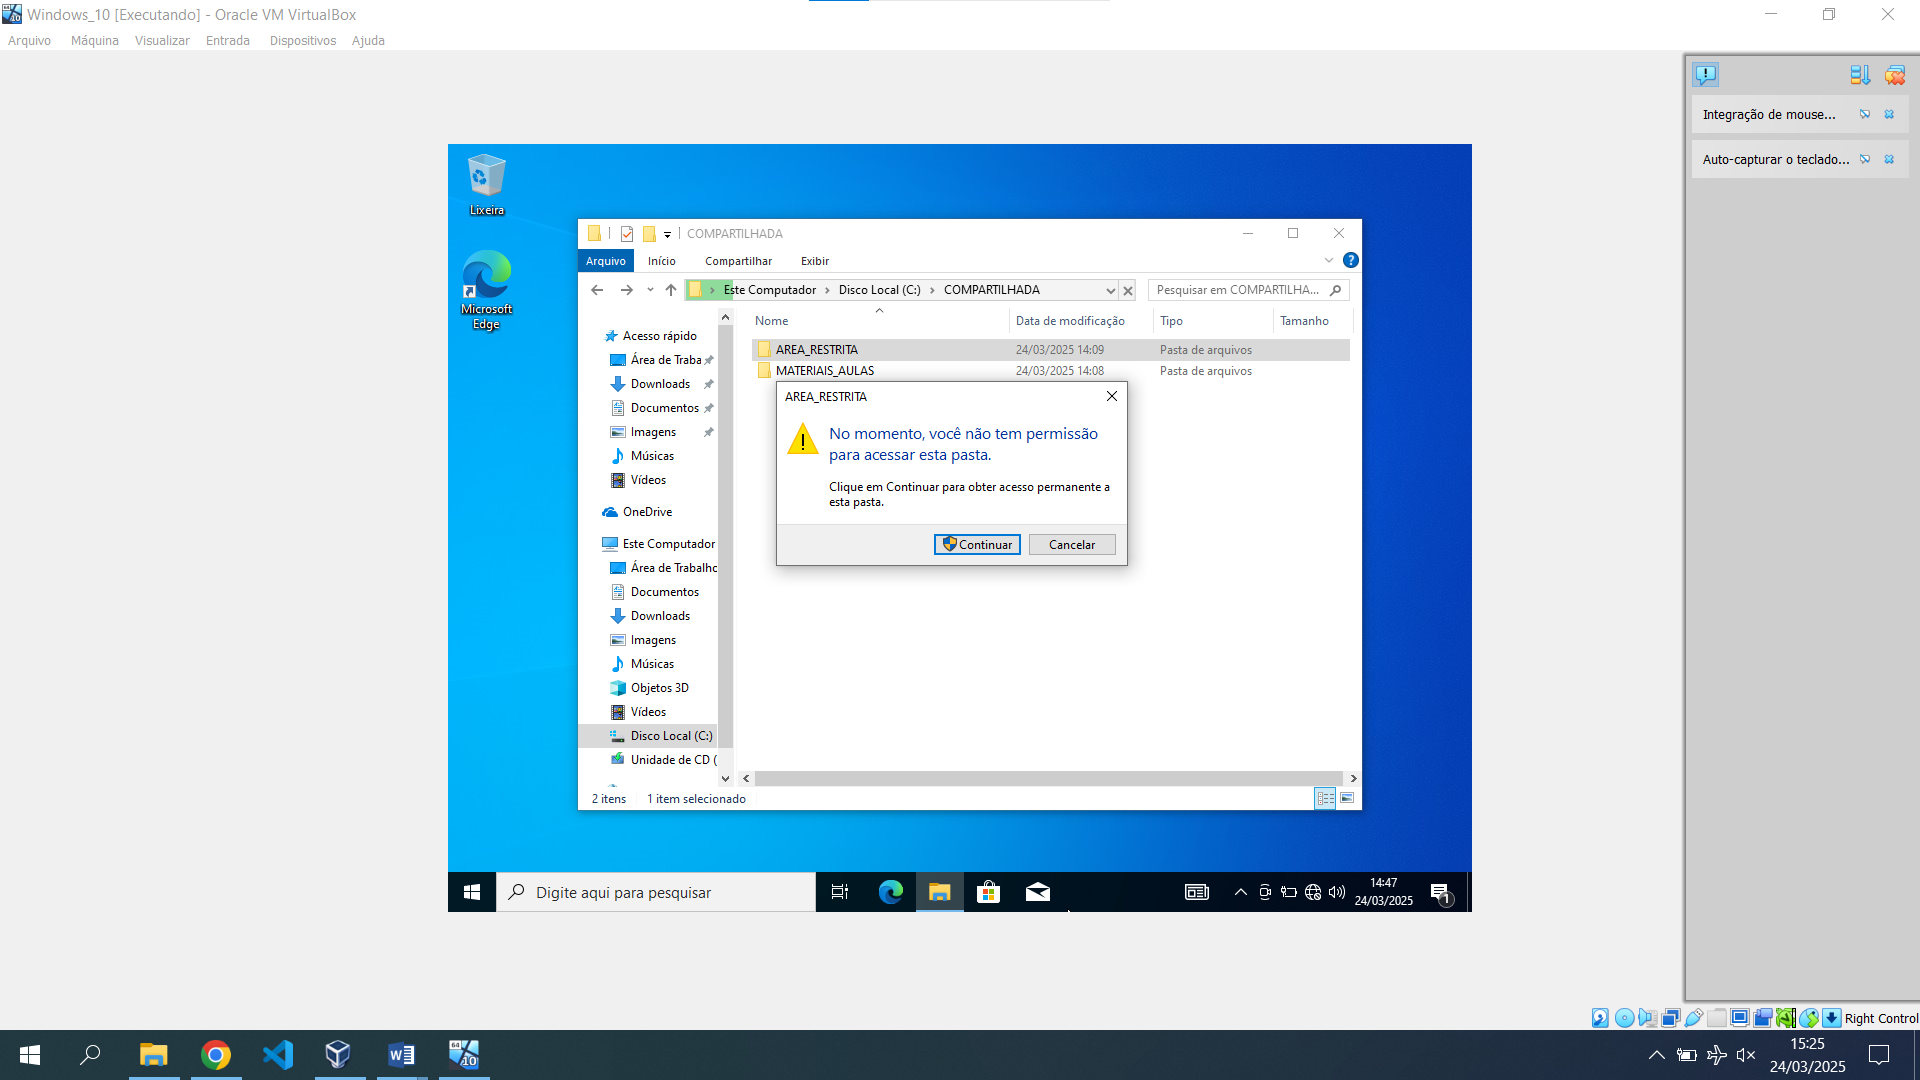 Windows_10 [Executando] - Oracle VM VirtualBox
Arquivo Máquina Visualizar Entrada Dispositivos Ajuda
Integração de mouse...
Auto-capturar o teclado...
Lixeira
Microsoft
Edge
COMPARTILHADA
Arquivo Início Compartilhar Exibir
Este Computador Disco Local (C:) COMPARTILHADA
Pesquisar em COMPARTILHA...
Nome Data de modificação Tipo Tamanho
AREA_RESTRITA 24/03/2025 14:09 Pasta de arquivos
MATERIAIS_AULAS 24/03/2025 14:08 Pasta de arquivos
Acesso rápido
Área de Traba
Downloads
Documentos
Imagens
Músicas
Vídeos
OneDrive
Este Computador
Área de Trabalho
Documentos
Downloads
Imagens
Músicas
Objetos 3D
Vídeos
Disco Local (C:)
Unidade de CD (
AREA_RESTRITA
No momento, você não tem permissão
para acessar esta pasta.
Clique em Continuar para obter acesso permanente a
esta pasta.
Continuar Cancelar
2 itens 1 item selecionado
Digite aqui para pesquisar
14:47
24/03/2025
1
Right Control
15:25
24/03/2025